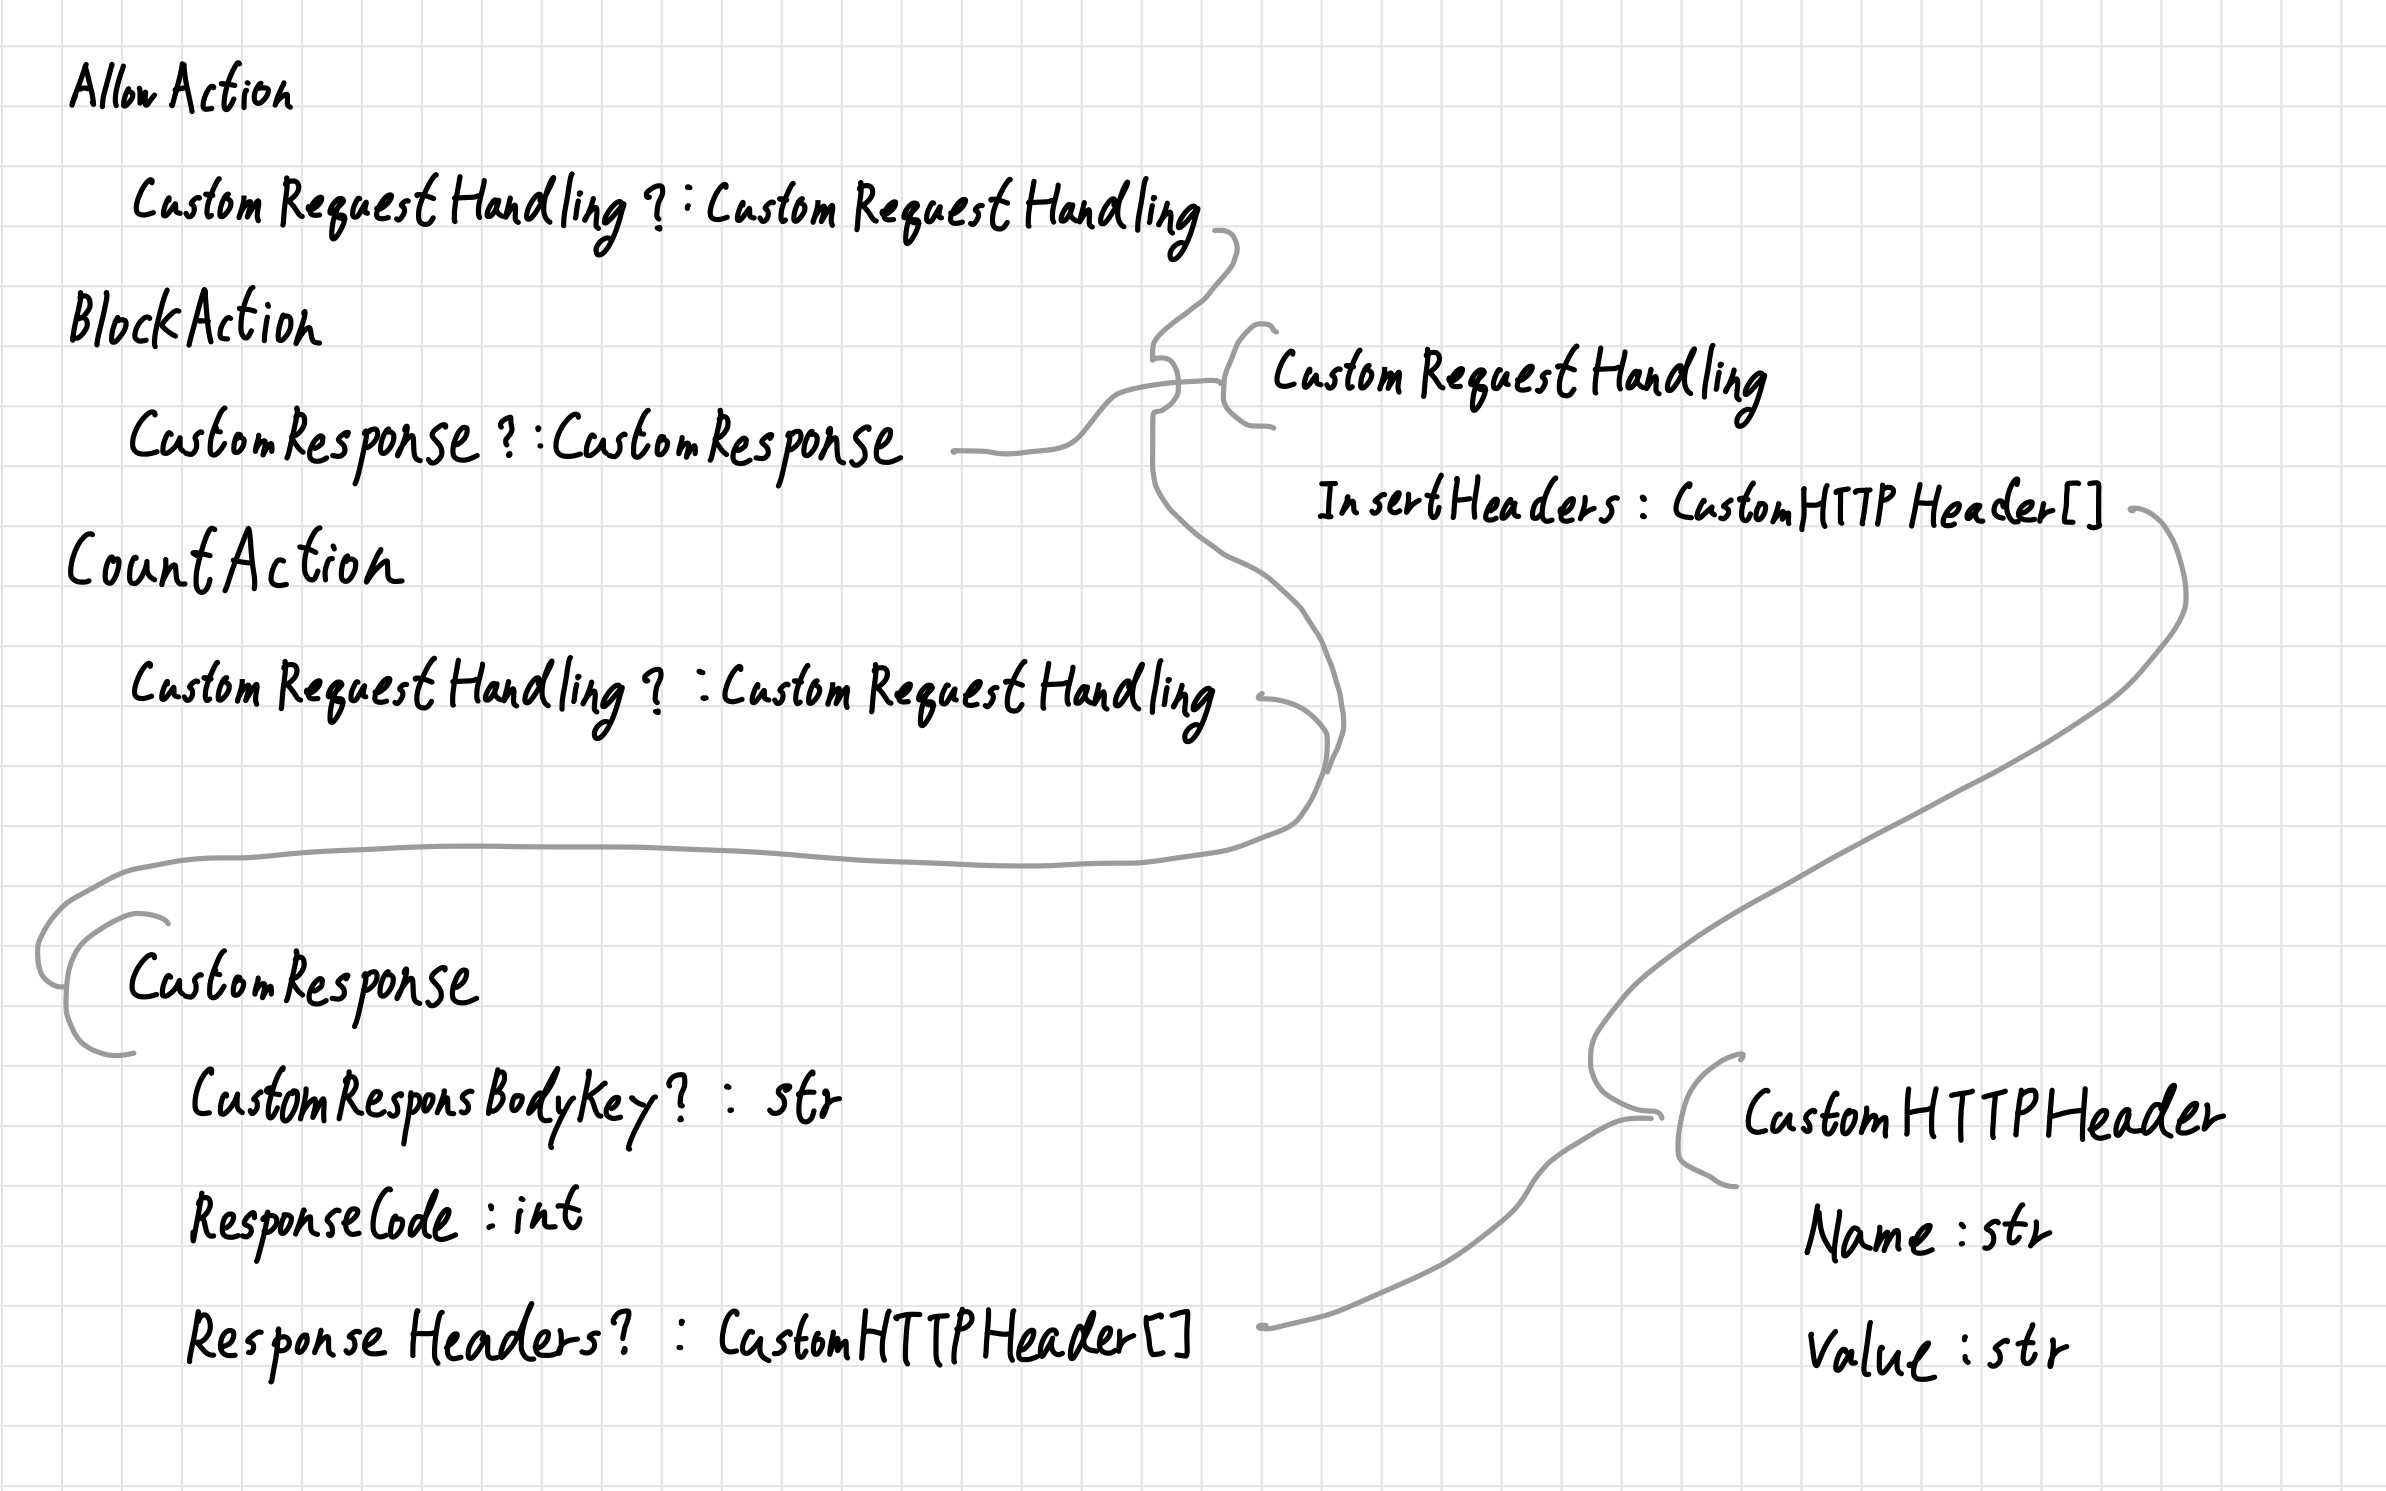 AllowAction
CustomRequestHandling?:CustomRequestHandling
BlockAction
CustomResponse?:CustomResponse
CountAction
CustomRequestHandling? :CustomRequestHandling
CustomRequestHandling
InsertHeaders: CustomHTTPHeader[]
CustomResponse
CustomResponsBodyKey? : str
ResponseCode :int
ResponseHeaders? : CustomHTTPHeader[]
CustomHTTPHeader
Name :str
Value :str